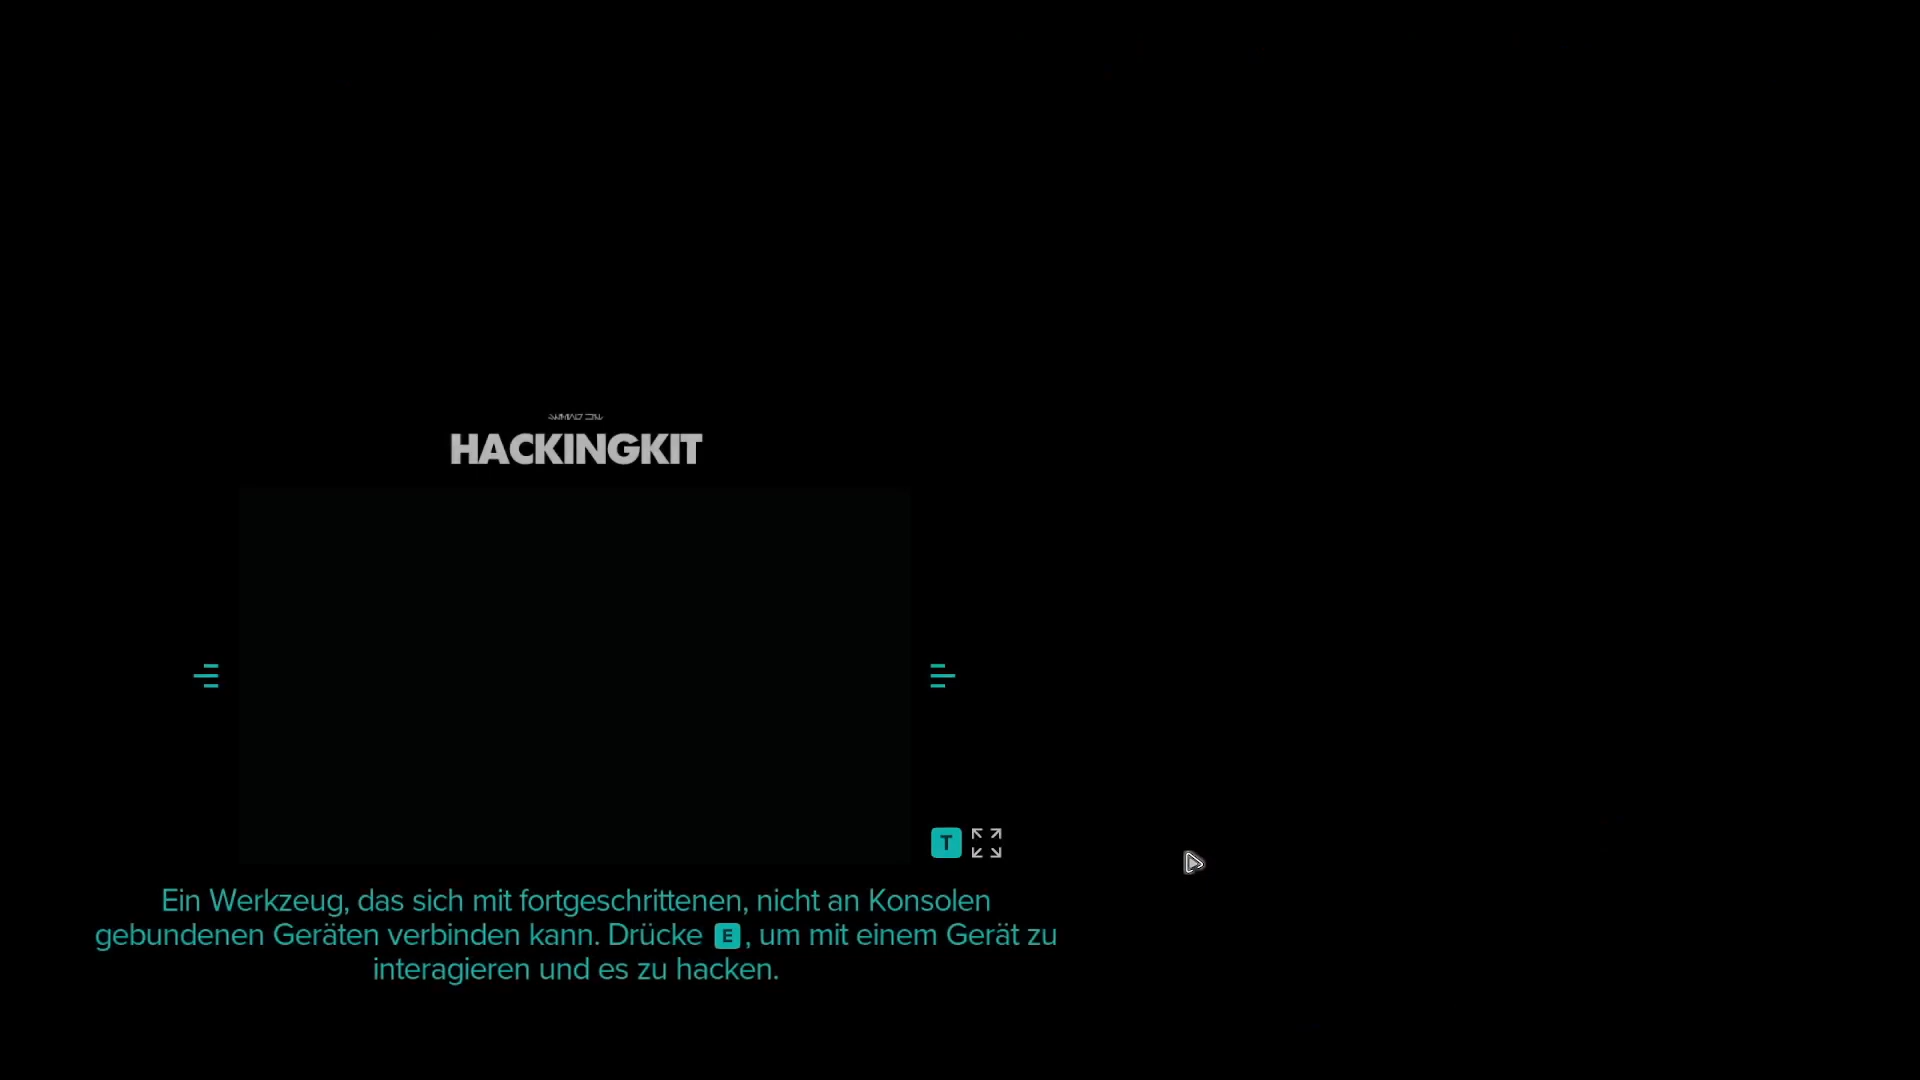 HACKINGKIT
T
Ein Werkzeug, das sich mit fortgeschrittenen, nicht an Konsolen
gebundenen Geräten verbinden kann. Drücke E, um mit einem Gerät zu
interagieren und es zu hacken.